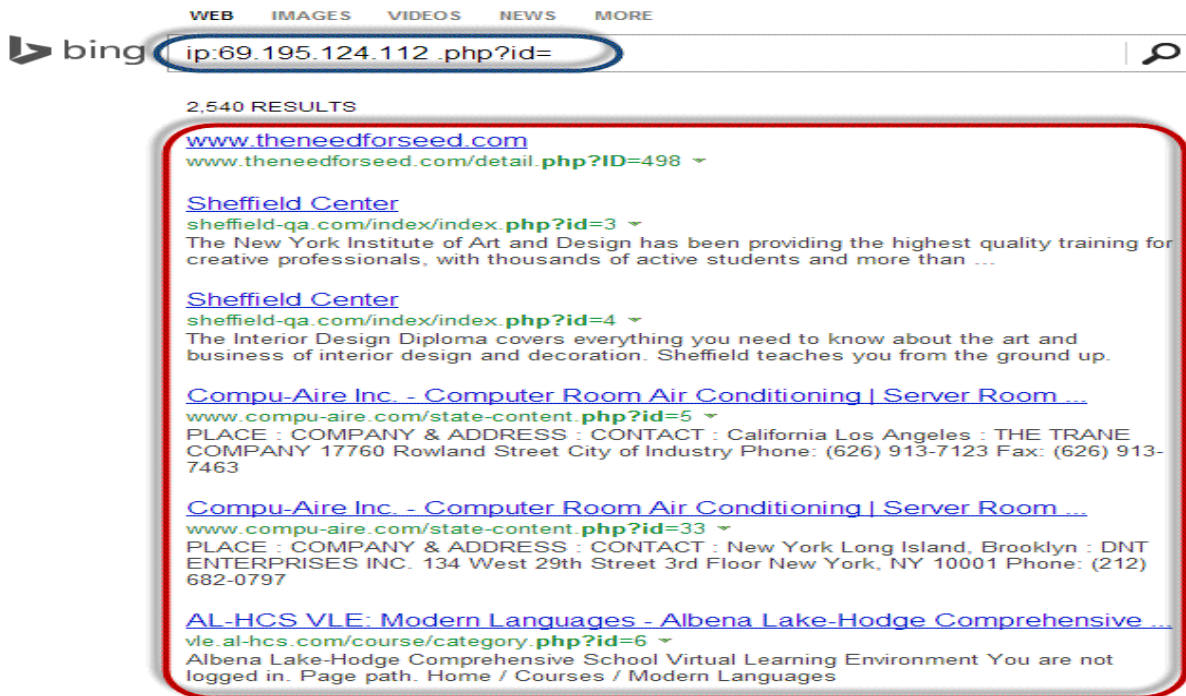 WEB IMAGES VIDEOS NEWS MORE
bing
ip:69.195.124.112 .php?id=
2,540 RESULTS
www.theneedforseed.com
www.theneedforseed.com/detail.php?ID=498
Sheffield Center
sheffield-qa.com/index/index.php?id=3
The New York Institute of Art and Design has been providing the highest quality training for
creative professionals, with thousands of active students and more than ...
Sheffield Center
sheffield-qa.com/index/index.php?id=4
The Interior Design Diploma covers everything you need to know about the art and
business of interior design and decoration. Sheffield teaches you from the ground up.
Compu-Aire Inc. - Computer Room Air Conditioning | Server Room ...
www.compu-aire.com/state-content.php?id=5
PLACE : COMPANY & ADDRESS : CONTACT : California Los Angeles : THE TRANE
COMPANY 17760 Rowland Street City of Industry Phone: (626) 913-7123 Fax: (626) 913-
7463
Compu-Aire Inc. - Computer Room Air Conditioning | Server Room ...
www.compu-aire.com/state-content.php?id=33
PLACE : COMPANY & ADDRESS : CONTACT : New York Long Island, Brooklyn : DNT
ENTERPRISES INC. 134 West 29th Street 3rd Floor New York, NY 10001 Phone: (212)
682-0797
AL-HCS VLE: Modern Languages - Albena Lake-Hodge Comprehensive ...
vle.al-hcs.com/course/category.php?id=6
Albena Lake-Hodge Comprehensive School Virtual Learning Environment You are not
logged in. Page path. Home / Courses / Modern Languages